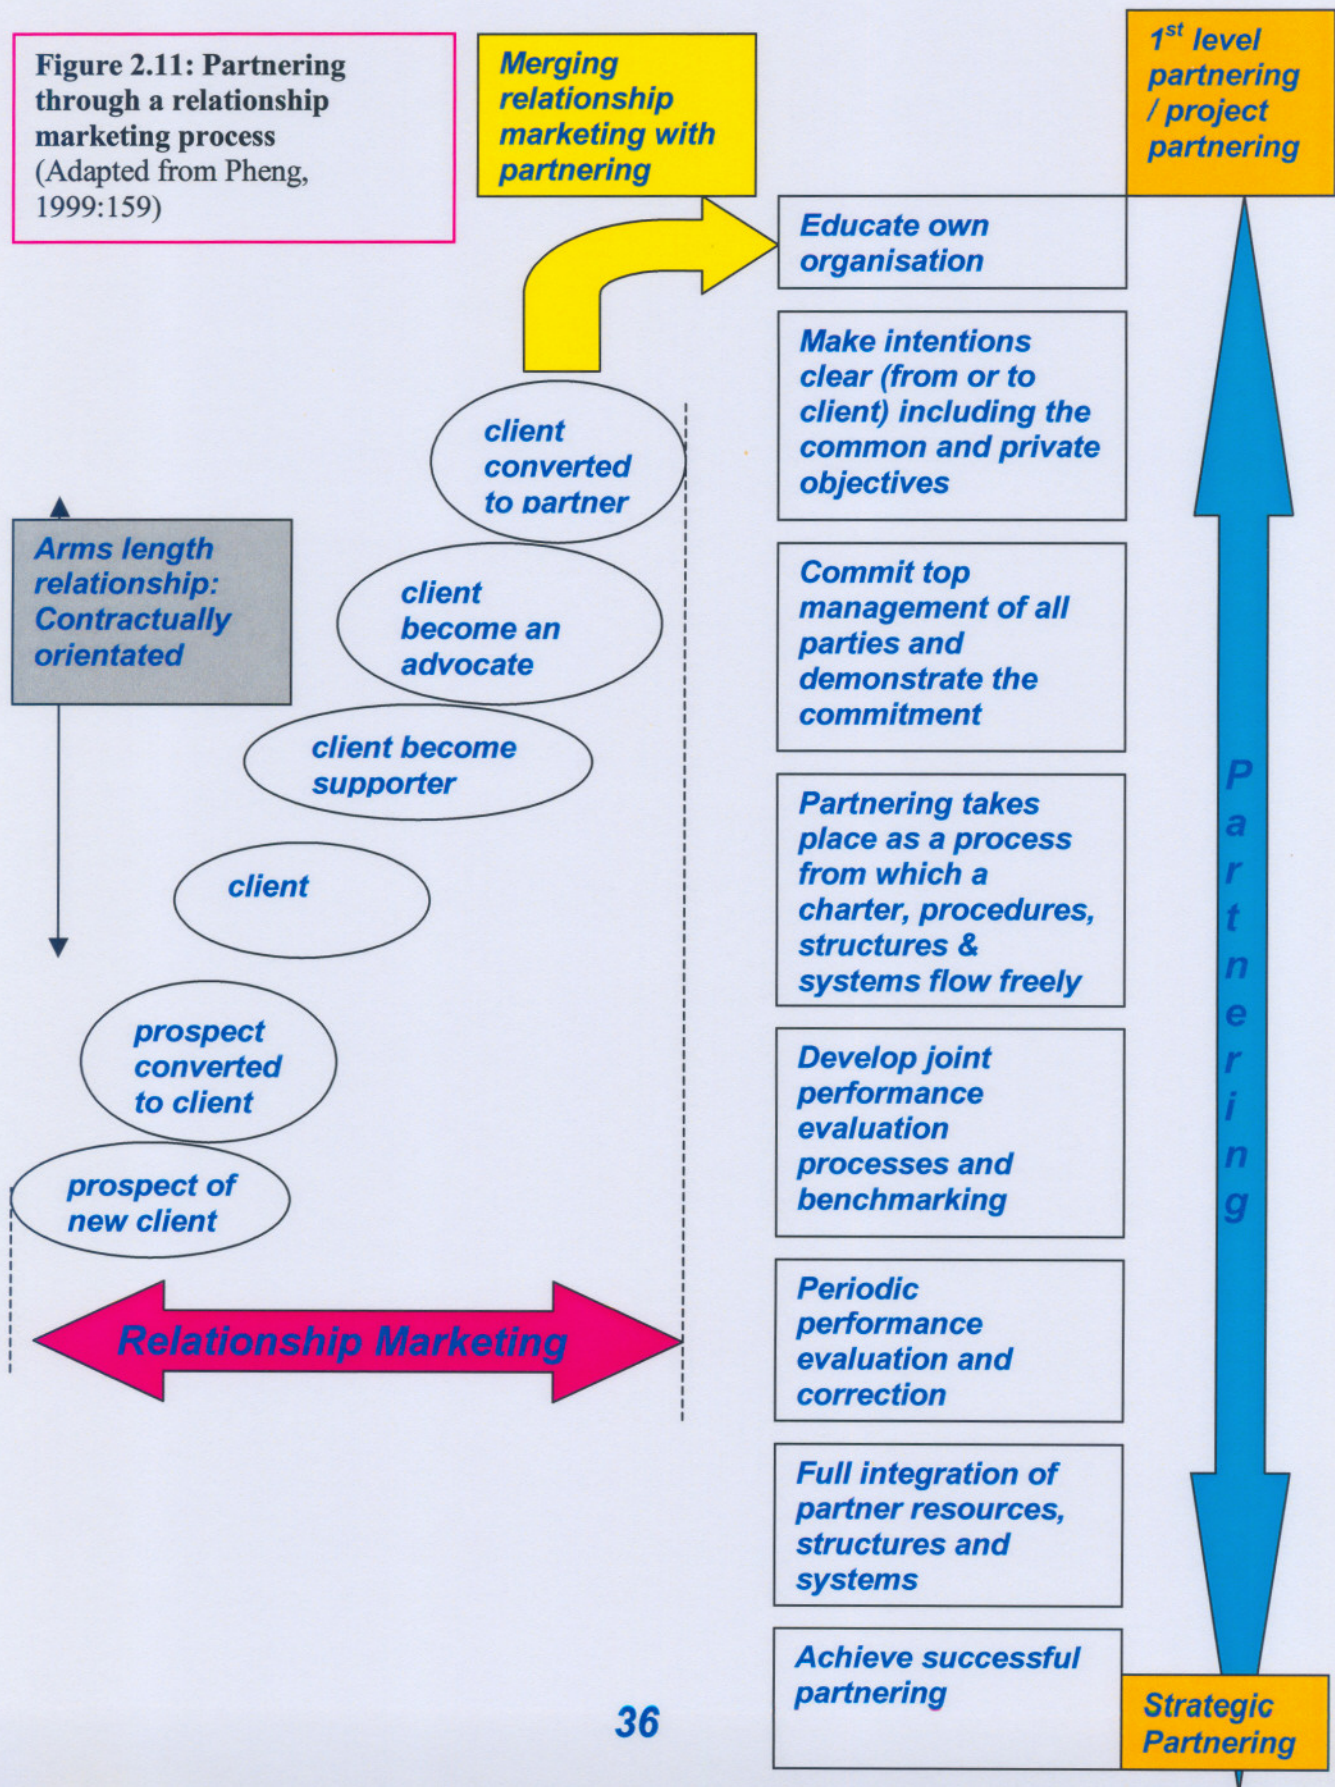 Figure 2.11: Partnering
through a relationship
marketing process
(Adapted from Pheng,
1999:159)
Merging
relationship
marketing with
partnering
1st level
partnering
/ project
partnering
Educate own
organisation
Make intentions
clear (from or to
client) including the
common and private
objectives
client
converted
to partner
Arms length
relationship:
Contractually
orientated
client
become an
advocate
Commit top
management of all
parties and
demonstrate the
commitment
client become
supporter
Partnering takes
place as a process
from which a
charter, procedures,
structures &
systems flow freely
client
prospect
converted
to client
Develop joint
performance
evaluation
processes and
benchmarking
prospect of
new client
Relationship Marketing
Periodic
performance
evaluation and
correction
Full integration of
partner resources,
structures and
systems
Achieve successful
partnering
Partnering
Strategic
Partnering
36